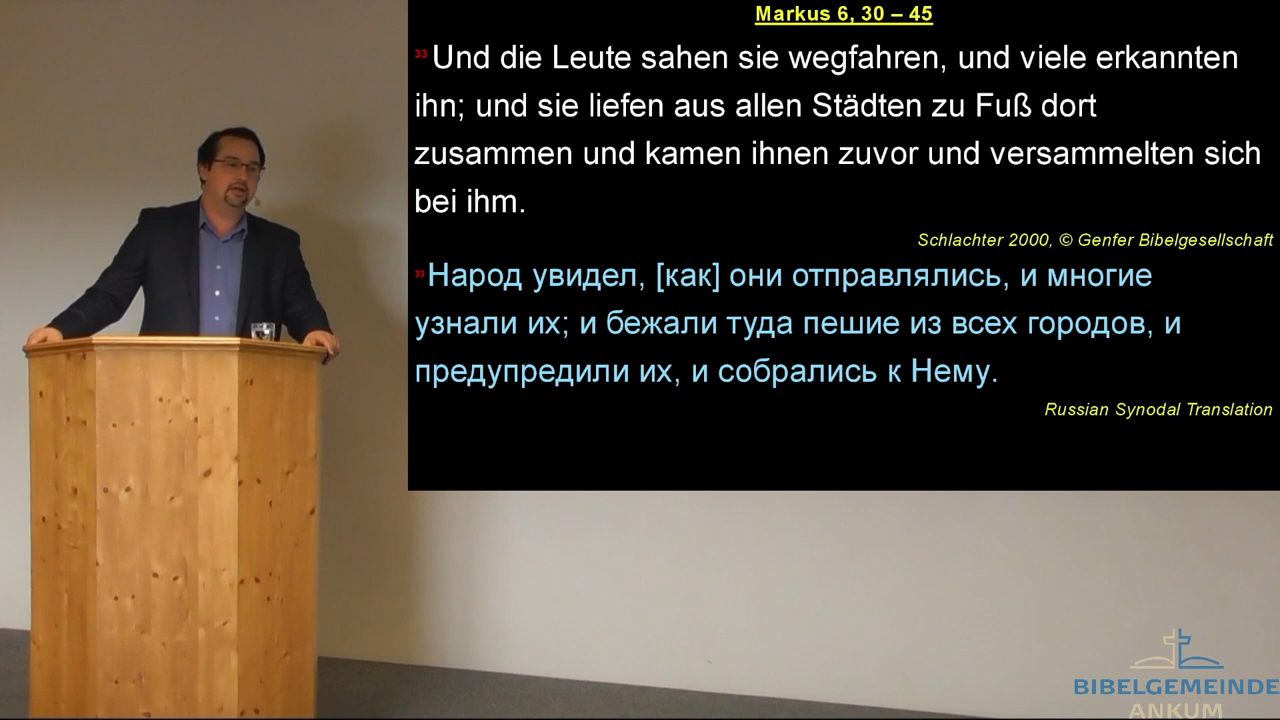 Markus 6, 30 – 45
33 Und die Leute sahen sie wegfahren, und viele erkannten
ihn; und sie liefen aus allen Städten zu Fuß dort
zusammen und kamen ihnen zuvor und versammelten sich
bei ihm.
Schlachter 2000, © Genfer Bibelgesellschaft
33 Народ увидел, [как] они отправлялись, и многие
узнали их; и бежали туда пешие из всех городов, и
предупредили их, и собрались к Нему.
Russian Synodal Translation
BIBELGEMEINDE
ANKUM